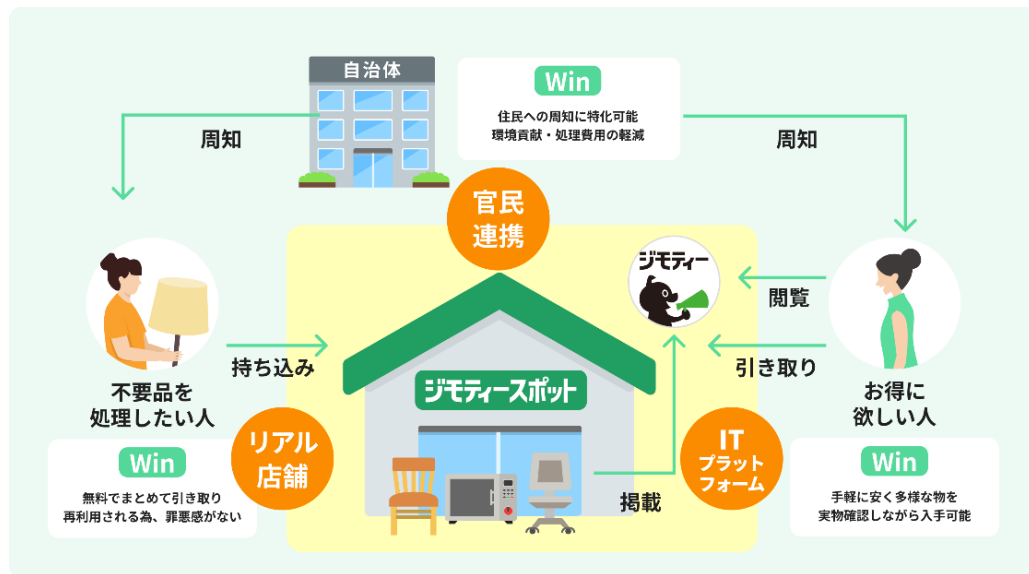 自治体
Win
住民への周知に特化可能
環境貢献・処理費用の軽減
周知
周知
官民
連携
ジモティー
閲覧
持ち込み
引き取り
不要品を
処理したい人
お得に
欲しい人
ジモティースポット
リアル
店舗
IT
プラット
フォーム
掲載
Win
無料でまとめて引き取り
再利用される為、罪悪感がない
Win
手軽に安く多様な物を
実物確認しながら入手可能